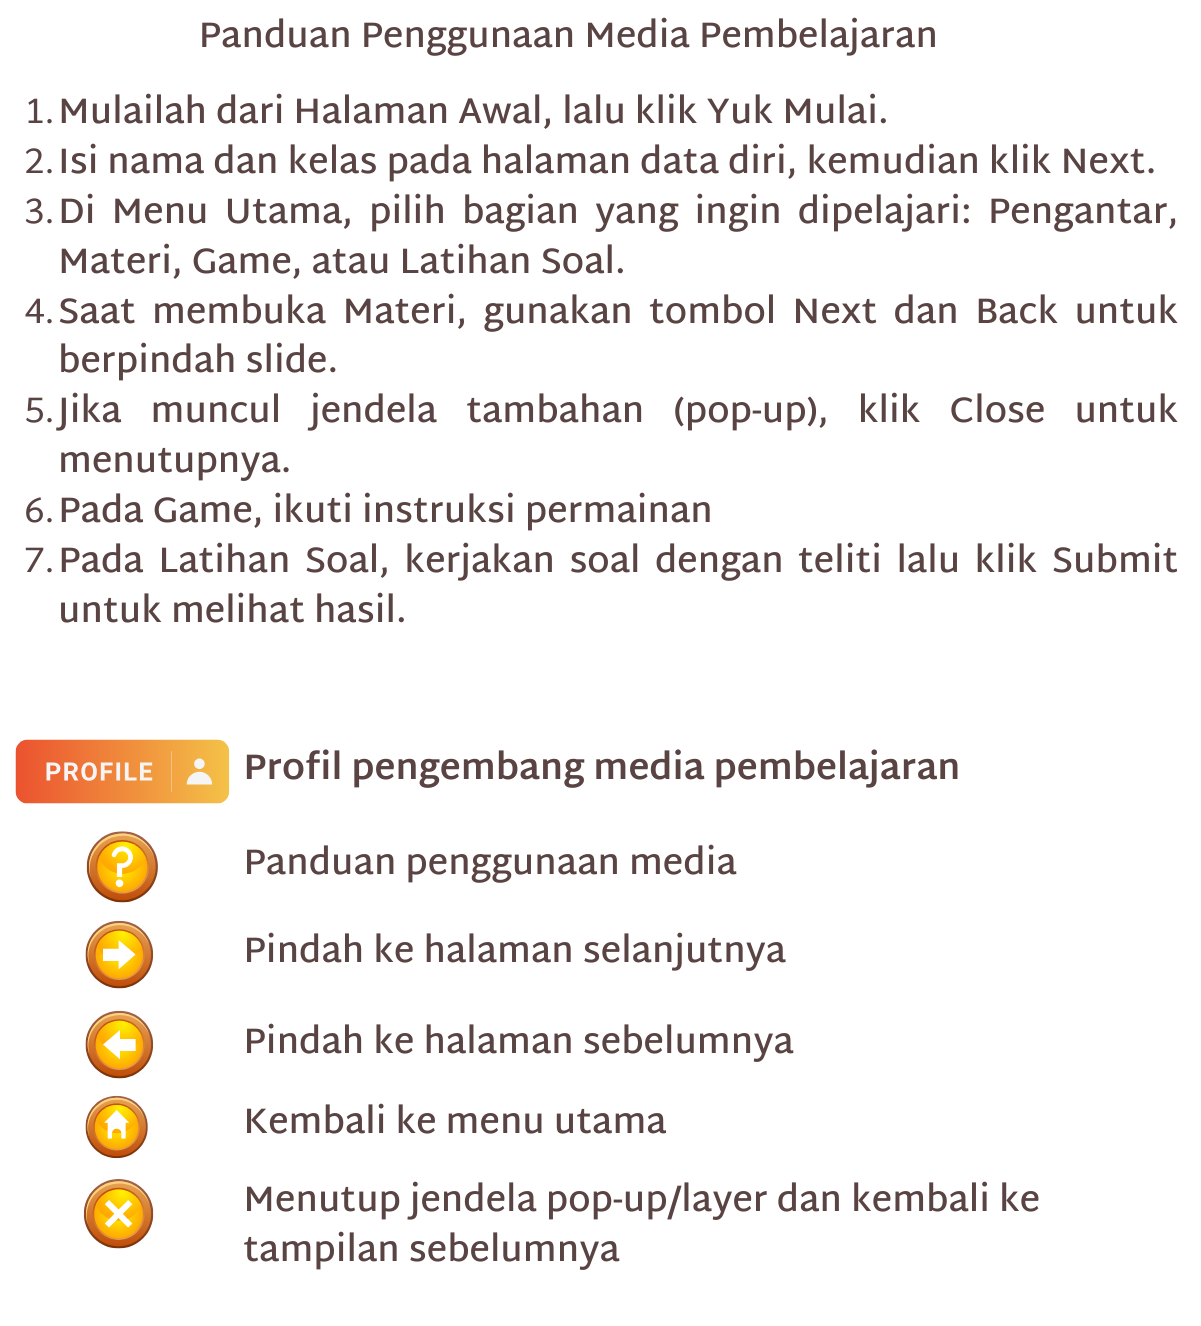 Panduan Penggunaan Media Pembelajaran
1. Mulailah dari Halaman Awal, lalu klik Yuk Mulai.
2. Isi nama dan kelas pada halaman data diri, kemudian klik Next.
3. Di Menu Utama, pilih bagian yang ingin dipelajari: Pengantar,
Materi, Game, atau Latihan Soal.
4. Saat membuka Materi, gunakan tombol Next dan Back untuk
berpindah slide.
5. Jika muncul jendela tambahan (pop-up), klik Close untuk
menutupnya.
6. Pada Game, ikuti instruksi permainan
7. Pada Latihan Soal, kerjakan soal dengan teliti lalu klik Submit
untuk melihat hasil.
PROFILE Profil pengembang media pembelajaran
? Panduan penggunaan media
Pindah ke halaman selanjutnya
Pindah ke halaman sebelumnya
Kembali ke menu utama
Menutup jendela pop-up/layer dan kembali ke
tampilan sebelumnya